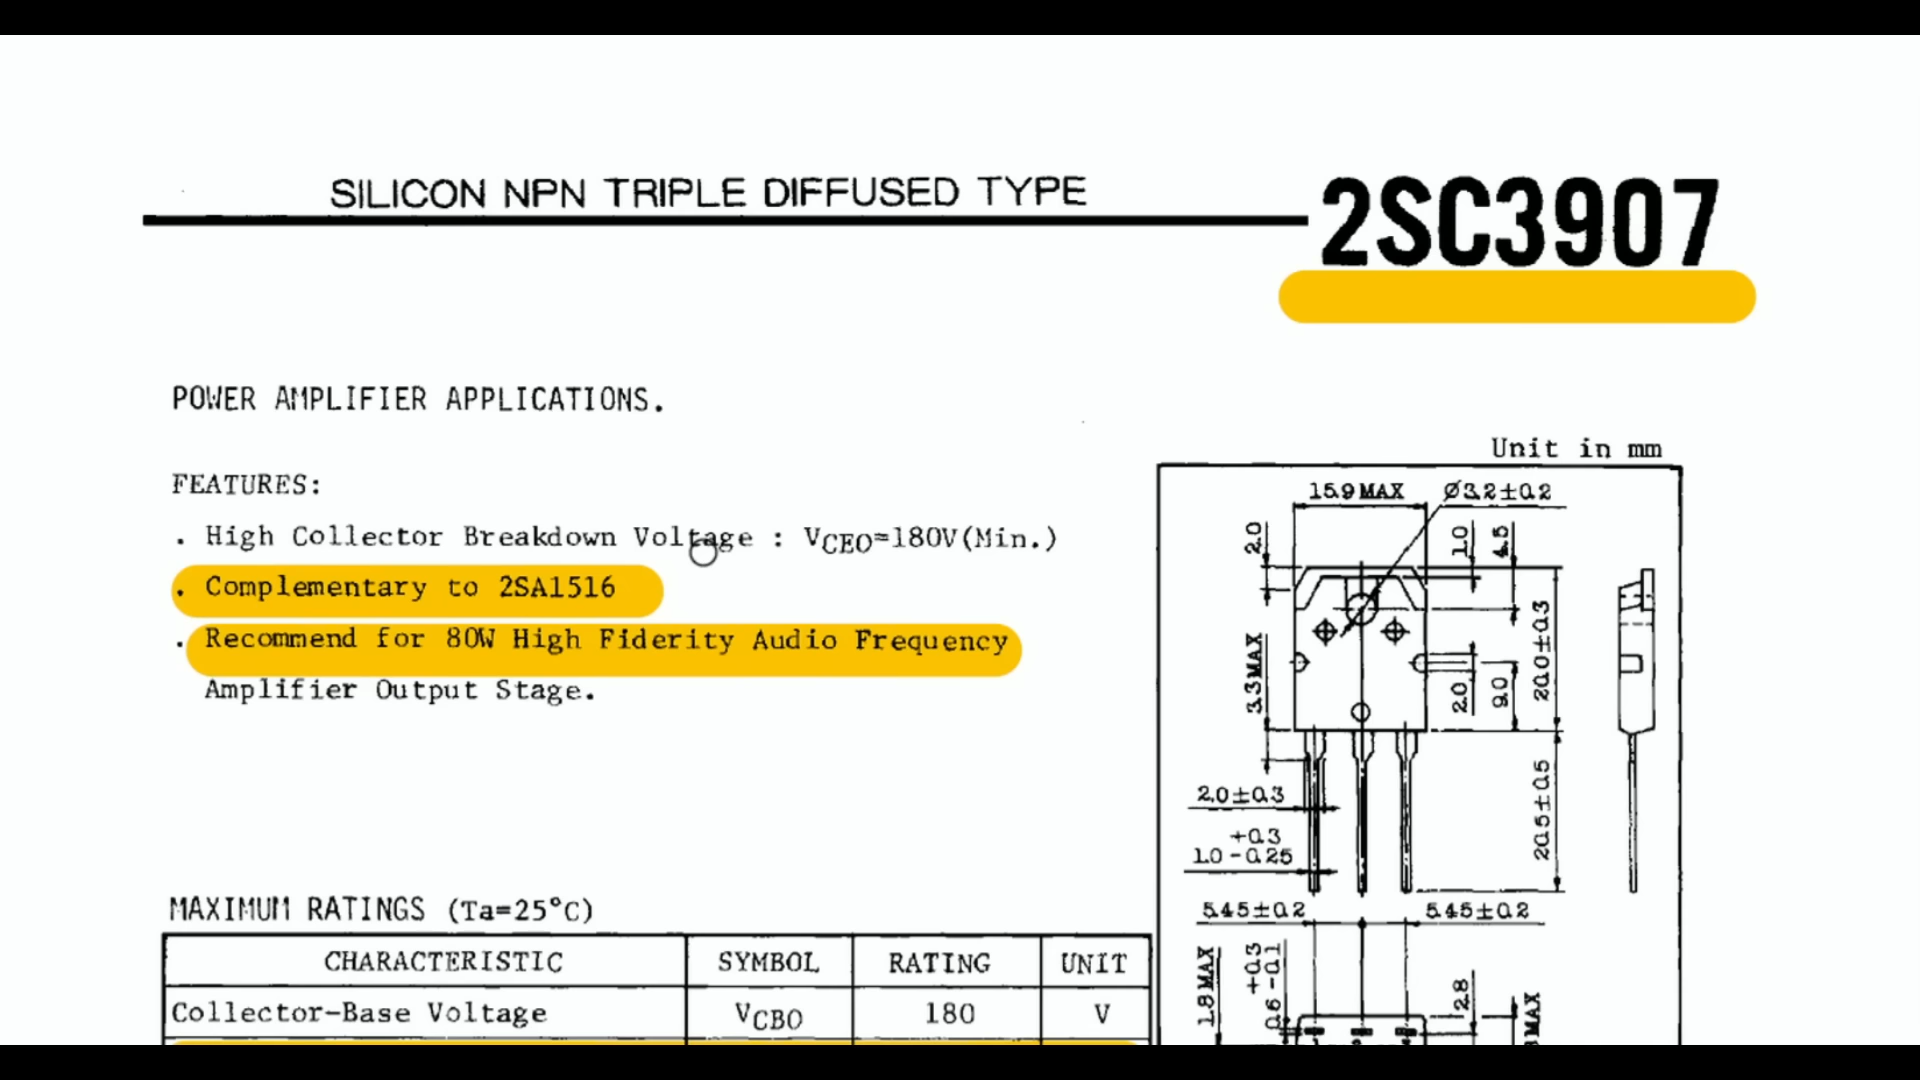 SILICON NPN TRIPLE DIFFUSED TYPE
2SC3907
POWER AMPLIFIER APPLICATIONS.
Unit in mm
FEATURES:
. High Collector Breakdown Voltage : VCEO=180V(Min.)
. Complementary to 2SA1516
. Recommend for 80W High Fiderity Audio Frequency
Amplifier Output Stage.
15.9 MAX
Ø3.2±0.2
2.0
1.0
4.5
3.3 MAX
2.0
9.0
20.0±0.3
2.0±0.3
+0.3
1.0-0.25
20.5±0.5
5.45±0.2
5.45±0.2
1.8 MAX
+0.3
0.6-0.1
2.8
MAXIMUM RATINGS (Ta=25°C)
CHARACTERISTIC SYMBOL RATING UNIT
Collector-Base Voltage VCBO 180 V